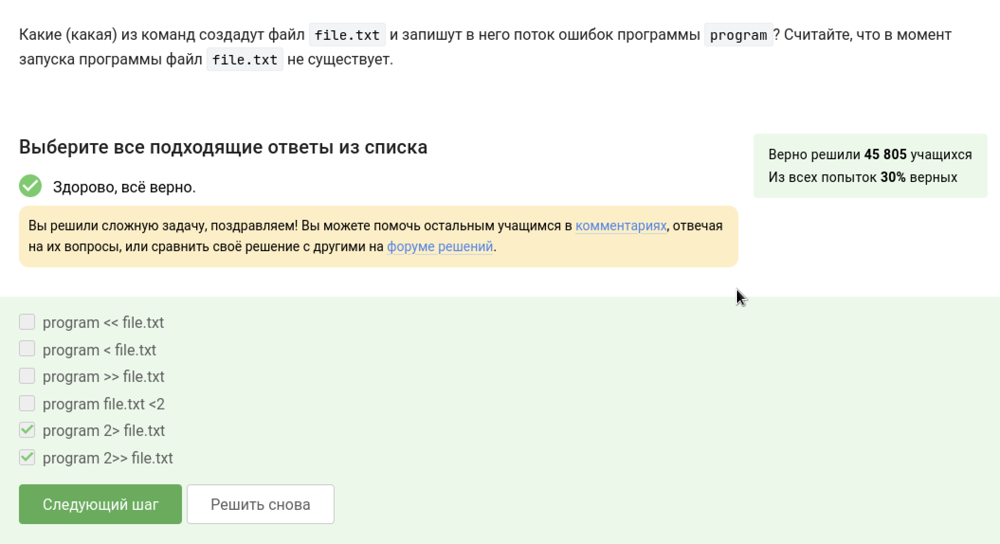 Какие (какая) из команд создадут файл file.txt и запишут в него поток ошибок программы program? Считайте, что в момент
запуска программы файл file.txt не существует.
Выберите все подходящие ответы из списка
Верно решили 45 805 учащихся
Из всех попыток 30% верных
Здорово, всё верно.
Вы решили сложную задачу, поздравляем! Вы можете помочь остальным учащимся в комментариях, отвечая
на их вопросы, или сравнить своё решение с другими на форуме решений.
program << file.txt
program < file.txt
program >> file.txt
program file.txt <2
program 2> file.txt
program 2>> file.txt
Следующий шаг
Решить снова